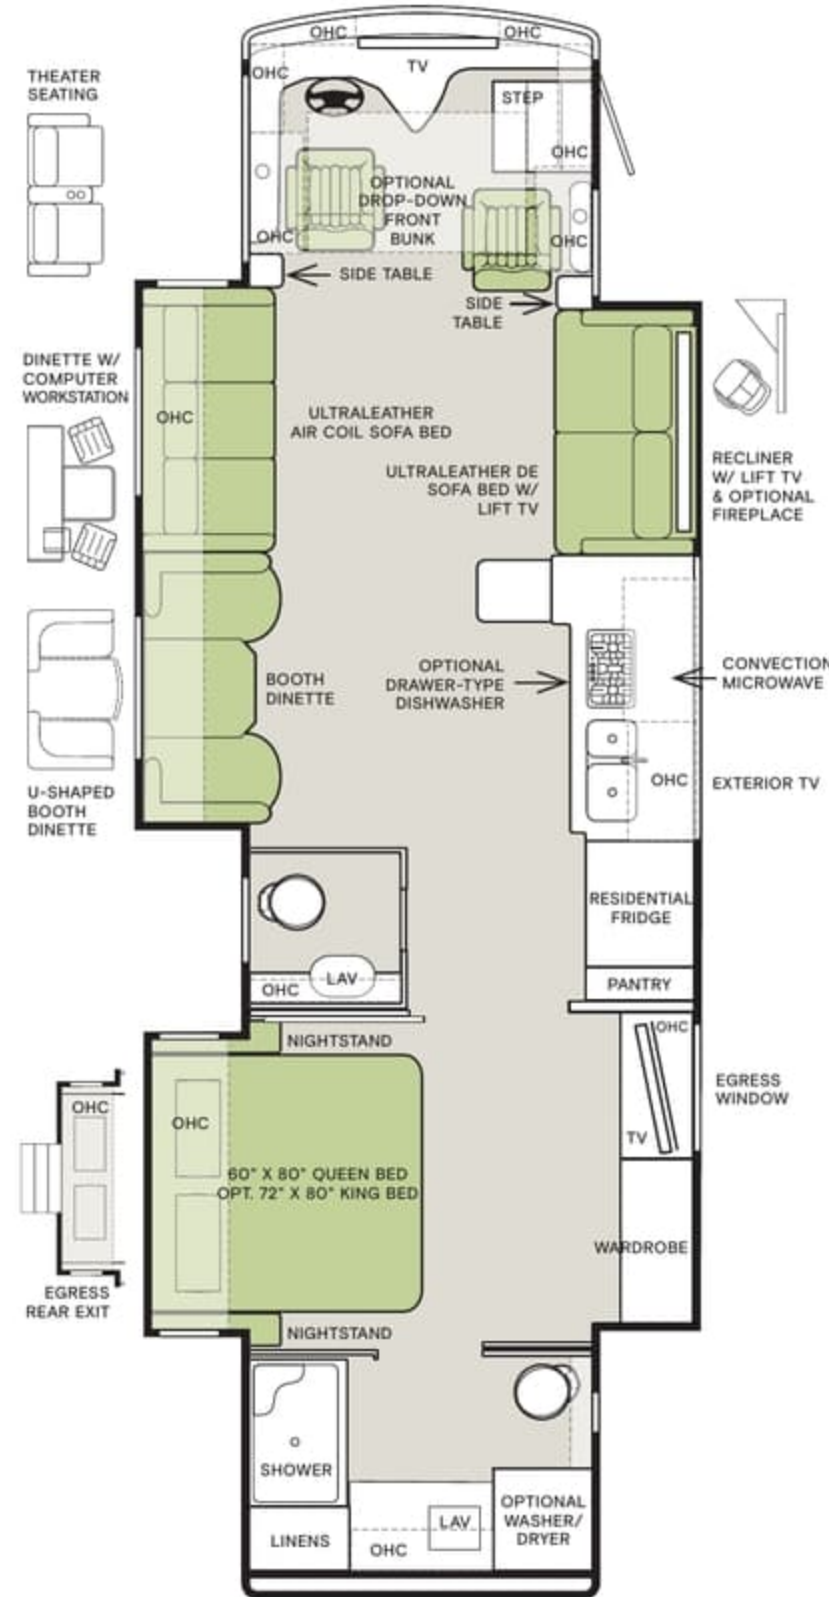 OHC
OHC
TV
OHC
STEP
OHC
THEATER
SEATING
OPTIONAL
DROP-DOWN
FRONT
BUNK
OHC
OHC
SIDE TABLE
SIDE
TABLE
DINETTE W/
COMPUTER
WORKSTATION
OHC
ULTRALEATHER
AIR COIL SOFA BED
ULTRALEATHER DE
SOFA BED W/
LIFT TV
RECLINER
W/ LIFT TV
& OPTIONAL
FIREPLACE
BOOTH
DINETTE
OPTIONAL
DRAWER-TYPE
DISHWASHER
CONVECTION
MICROWAVE
OHC
EXTERIOR TV
U-SHAPED
BOOTH
DINETTE
RESIDENTIAL
FRIDGE
PANTRY
LAV
OHC
NIGHTSTAND
OHC
TV
EGRESS
WINDOW
OHC
OHC
60" X 80" QUEEN BED
OPT. 72" X 80" KING BED
WARDROBE
EGRESS
REAR EXIT
NIGHTSTAND
SHOWER
LINENS
LAV
OHC
OPTIONAL
WASHER/
DRYER